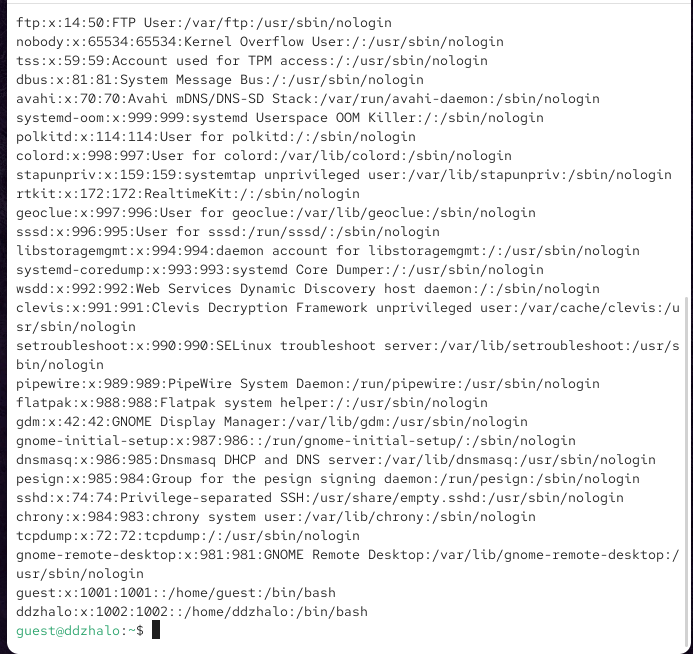 ftp:x:14:50:FTP User:/var/ftp:/usr/sbin/nologin
nobody:x:65534:65534:Kernel Overflow User:/:/usr/sbin/nologin
tss:x:59:59:Account used for TPM access:/:/usr/sbin/nologin
dbus:x:81:81:System Message Bus:/:/usr/sbin/nologin
avahi:x:70:70:Avahi mDNS/DNS-SD Stack:/var/run/avahi-daemon:/sbin/nologin
systemd-oom:x:999:999:systemd Userspace OOM Killer:/:/sbin/nologin
polkitd:x:114:114:User for polkitd:/:/sbin/nologin
colord:x:998:997:User for colord:/var/lib/colord:/sbin/nologin
stapunpriv:x:159:159:systemtap unprivileged user:/var/lib/stapunpriv:/sbin/nologin
rtkit:x:172:172:RealtimeKit:/:/sbin/nologin
geoclue:x:997:996:User for geoclue:/var/lib/geoclue:/sbin/nologin
sssd:x:996:995:User for sssd:/run/sssd/:/sbin/nologin
libstoragemgmt:x:994:994:daemon account for libstoragemgmt:/:/usr/sbin/nologin
systemd-coredump:x:993:993:systemd Core Dumper:/:/usr/sbin/nologin
wsdd:x:992:992:Web Services Dynamic Discovery host daemon:/:/sbin/nologin
clevis:x:991:991:Clevis Decryption Framework unprivileged user:/var/cache/clevis:/u
sr/sbin/nologin
setroubleshoot:x:990:990:SELinux troubleshoot server:/var/lib/setroubleshoot:/usr/s
bin/nologin
pipewire:x:989:989:PipeWire System Daemon:/run/pipewire:/usr/sbin/nologin
flatpak:x:988:988:Flatpak system helper:/:/usr/sbin/nologin
gdm:x:42:42:GNOME Display Manager:/var/lib/gdm:/usr/sbin/nologin
gnome-initial-setup:x:987:986::/run/gnome-initial-setup/:/sbin/nologin
dnsmasq:x:986:985:Dnsmasq DHCP and DNS server:/var/lib/dnsmasq:/usr/sbin/nologin
pesign:x:985:984:Group for the pesign signing daemon:/run/pesign:/sbin/nologin
sshd:x:74:74:Privilege-separated SSH:/usr/share/empty.sshd:/usr/sbin/nologin
chrony:x:984:983:chrony system user:/var/lib/chrony:/sbin/nologin
tcpdump:x:72:72:tcpdump:/:/usr/sbin/nologin
gnome-remote-desktop:x:981:981:GNOME Remote Desktop:/var/lib/gnome-remote-desktop:/
usr/sbin/nologin
guest:x:1001:1001::/home/guest:/bin/bash
ddzhalo:x:1002:1002::/home/ddzhalo:/bin/bash
guest@ddzhalo:~$